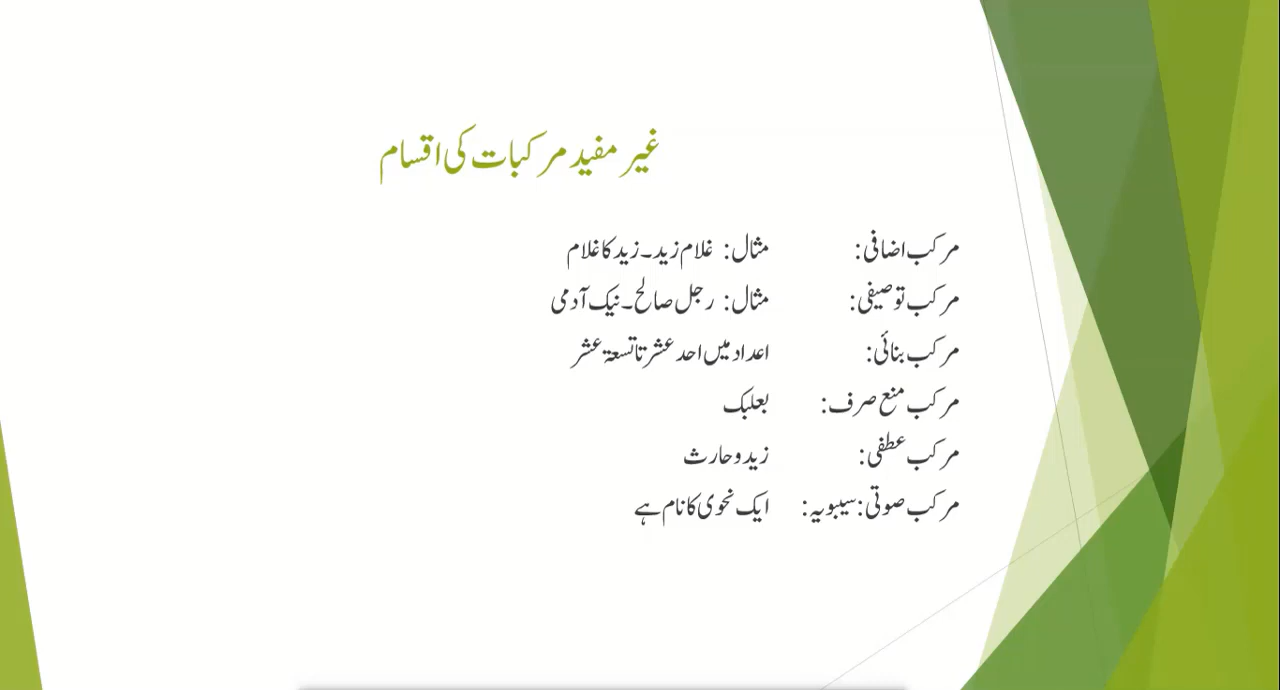 غیر مفید مرکبات کی اقسام
مرکب اضافی: مثال: غلام زید۔ زید کا غلام
مرکب توصیفی: مثال: رجل صالح۔ نیک آدمی
مرکب بنائی: اعداد میں احد عشر تا تسعۃ عشر
مرکب منع صرف: بعلبک
مرکب عطفی: زید و حارث
مرکب صوتی: سیبویہ: ایک نحوی کا نام ہے